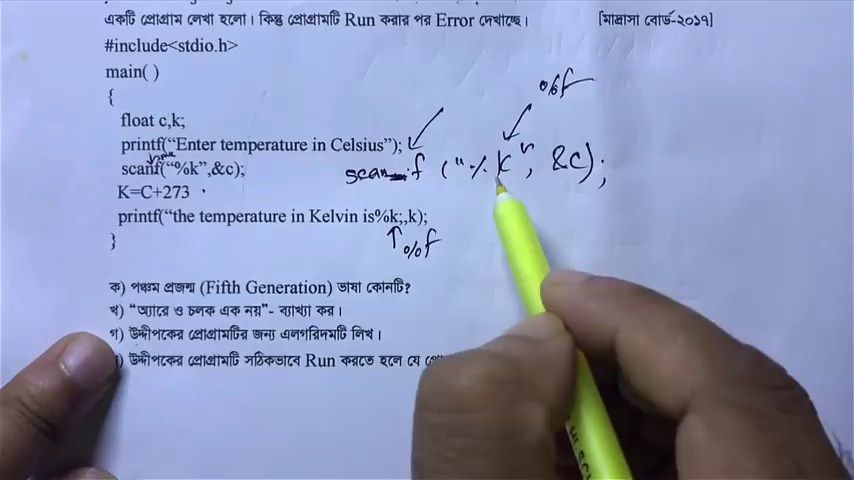 একটি প্রোগ্রাম লেখা হলো। কিন্তু প্রোগ্রামটি Run করার পর Error দেখাচ্ছে। [মাদ্রাসা বোর্ড-২০১৭]
#include<stdio.h>
main( )
{
%f
float c,k;
printf("Enter temperature in Celsius");
scanf("%k",&c);
scanf ("%k", &c);
K=C+273
printf("the temperature in Kelvin is%k;,k);
}
%f
ক) পঞ্চম প্রজন্ম (Fifth Generation) ভাষা কোনটি?
খ) "অ্যারে ও চলক এক নয়"- ব্যাখ্যা কর।
গ) উদ্দীপকের প্রোগ্রামটির জন্য এলগরিদমটি লিখ।
) উদ্দীপকের প্রোগ্রামটি সঠিকভাবে Run করতে হলে যে